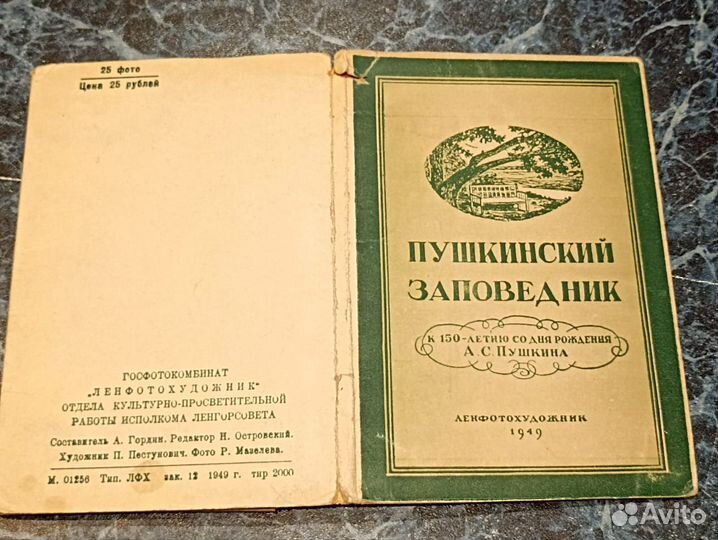 25 фото
Цена 25 рублей
ГОСФОТОКОМБИНАТ
„ЛЕНФОТОХУДОЖНИК"
ОТДЕЛА КУЛЬТУРНО-ПРОСВЕТИТЕЛЬНОЙ
РАБОТЫ ИСПОЛКОМА ЛЕНГОРСОВЕТА
Составитель А. Гордин. Редактор Н. Островский.
Художник П. Пестунович. Фото Р. Мазелева.
М. 01256 Тип. ЛФХ зак. 12 1949 г. тир 2000
ПУШКИНСКИЙ
ЗАПОВЕДНИК
К 150-ЛЕТИЮ СО ДНЯ РОЖДЕНИЯ
А.С. ПУШКИНА
ЛЕНФОТОХУДОЖНИК
1949
Avito